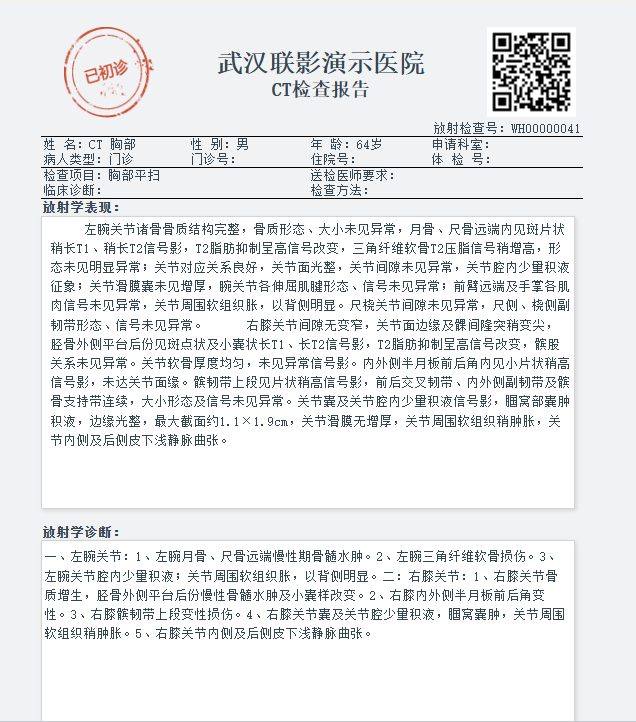 已初诊
武汉联影演示医院
CT检查报告
放射检查号: WH00000041
姓 名: CT 胸部 性 别: 男 年 龄: 64岁 申请科室:
病人类型: 门诊 门诊号: 住院号: 体 检 号:
检查项目: 胸部平扫 送检医师要求:
临床诊断: 检查方法:
放射学表现:
左腕关节诸骨骨质结构完整，骨质形态、大小未见异常，月骨、尺骨远端内见斑片状
稍长T1、稍长T2信号影，T2脂肪抑制呈高信号改变，三角纤维软骨T2压脂信号稍增高，形
态未见明显异常；关节对应关系良好，关节面光整，关节间隙未见异常，关节腔内少量积液
征象；关节滑膜囊未见增厚，腕关节各伸屈肌腱形态、信号未见异常；前臂远端及手掌各肌
肉信号未见异常，关节周围软组织胀，以背侧明显。尺桡关节间隙未见异常，尺侧、桡侧副
韧带形态、信号未见异常。 右膝关节间隙无变窄，关节面边缘及髁间隆突稍变尖，
胫骨外侧平台后份见斑点状及小囊状长T1、长T2信号影，T2脂肪抑制呈高信号改变，髌股
关系未见异常。关节软骨厚度均匀，未见异常信号影。内外侧半月板前后角内见小片状稍高
信号影，未达关节面缘。髌韧带上段见片状稍高信号影，前后交叉韧带、内外侧副韧带及髌
骨支持带连续，大小形态及信号未见异常。关节囊及关节腔内少量积液信号影，腘窝部囊肿
积液，边缘光整，最大截面约1.1×1.9cm，关节滑膜无增厚，关节周围软组织稍肿胀，关
节内侧及后侧皮下浅静脉曲张。
放射学诊断:
一、左腕关节：1、左腕月骨、尺骨远端慢性期骨髓水肿。2、左腕三角纤维软骨损伤。3、
左腕关节腔内少量积液；关节周围软组织胀，以背侧明显。二：右膝关节：1、右膝关节骨
质增生，胫骨外侧平台后份慢性骨髓水肿及小囊样改变。2、右膝内外侧半月板前后角变
性。3、右膝髌韧带上段变性损伤。4、右膝关节囊及关节腔少量积液，腘窝囊肿，关节周围
软组织稍肿胀。5、右膝关节内侧及后侧皮下浅静脉曲张。